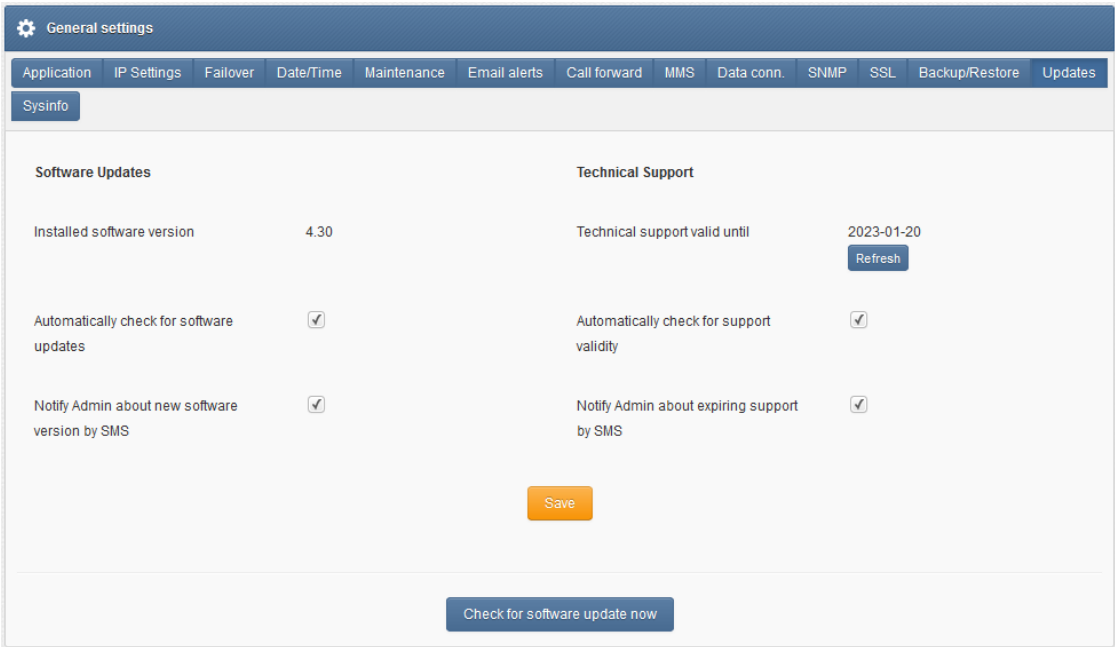 General settings
Application IP Settings Failover Date/Time Maintenance Email alerts Call forward MMS Data conn. SNMP SSL Backup/Restore Updates
Sysinfo
Software Updates Technical Support
Installed software version 4.30 Technical support valid until 2023-01-20
Refresh
Automatically check for software Automatically check for support
updates validity
Notify Admin about new software Notify Admin about expiring support
version by SMS by SMS
Save
Check for software update now